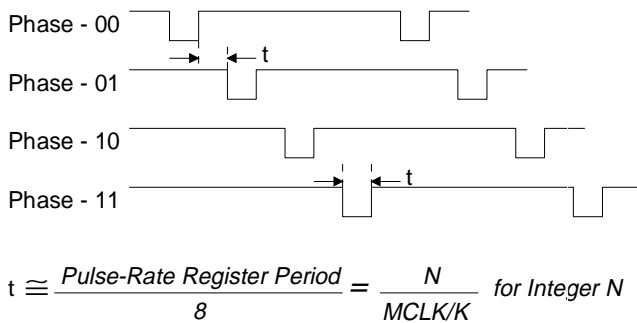 Phase - 00
t
Phase - 01
Phase - 10
t
Phase - 11
t ≅ Pulse-Rate Register Period / 8 = N / MCLK/K for Integer N